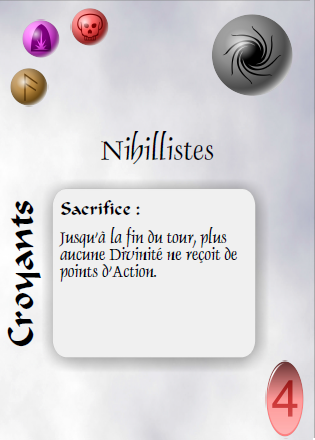 Nihillistes
Croyants
Sacrifice :
Jusqu'à la fin du tour, plus
aucune Divinité ne reçoit de
points d'Action.
4